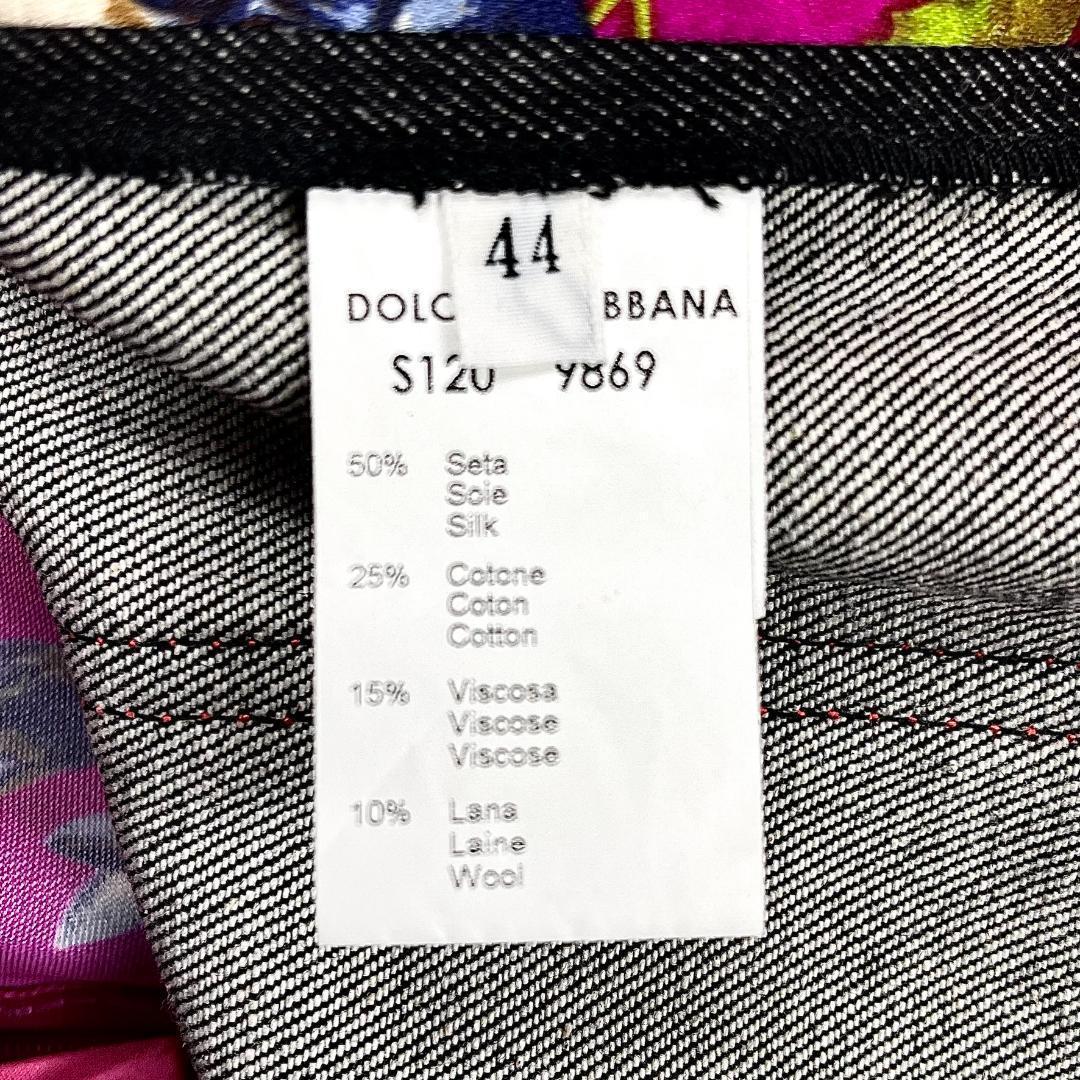 44
DOLC BBANA
S120 9869
50% Seta
Soie
Silk
25% Cotone
Coton
Cotton
15% Viscosa
Viscose
Viscose
10% Lana
Laine
Wool